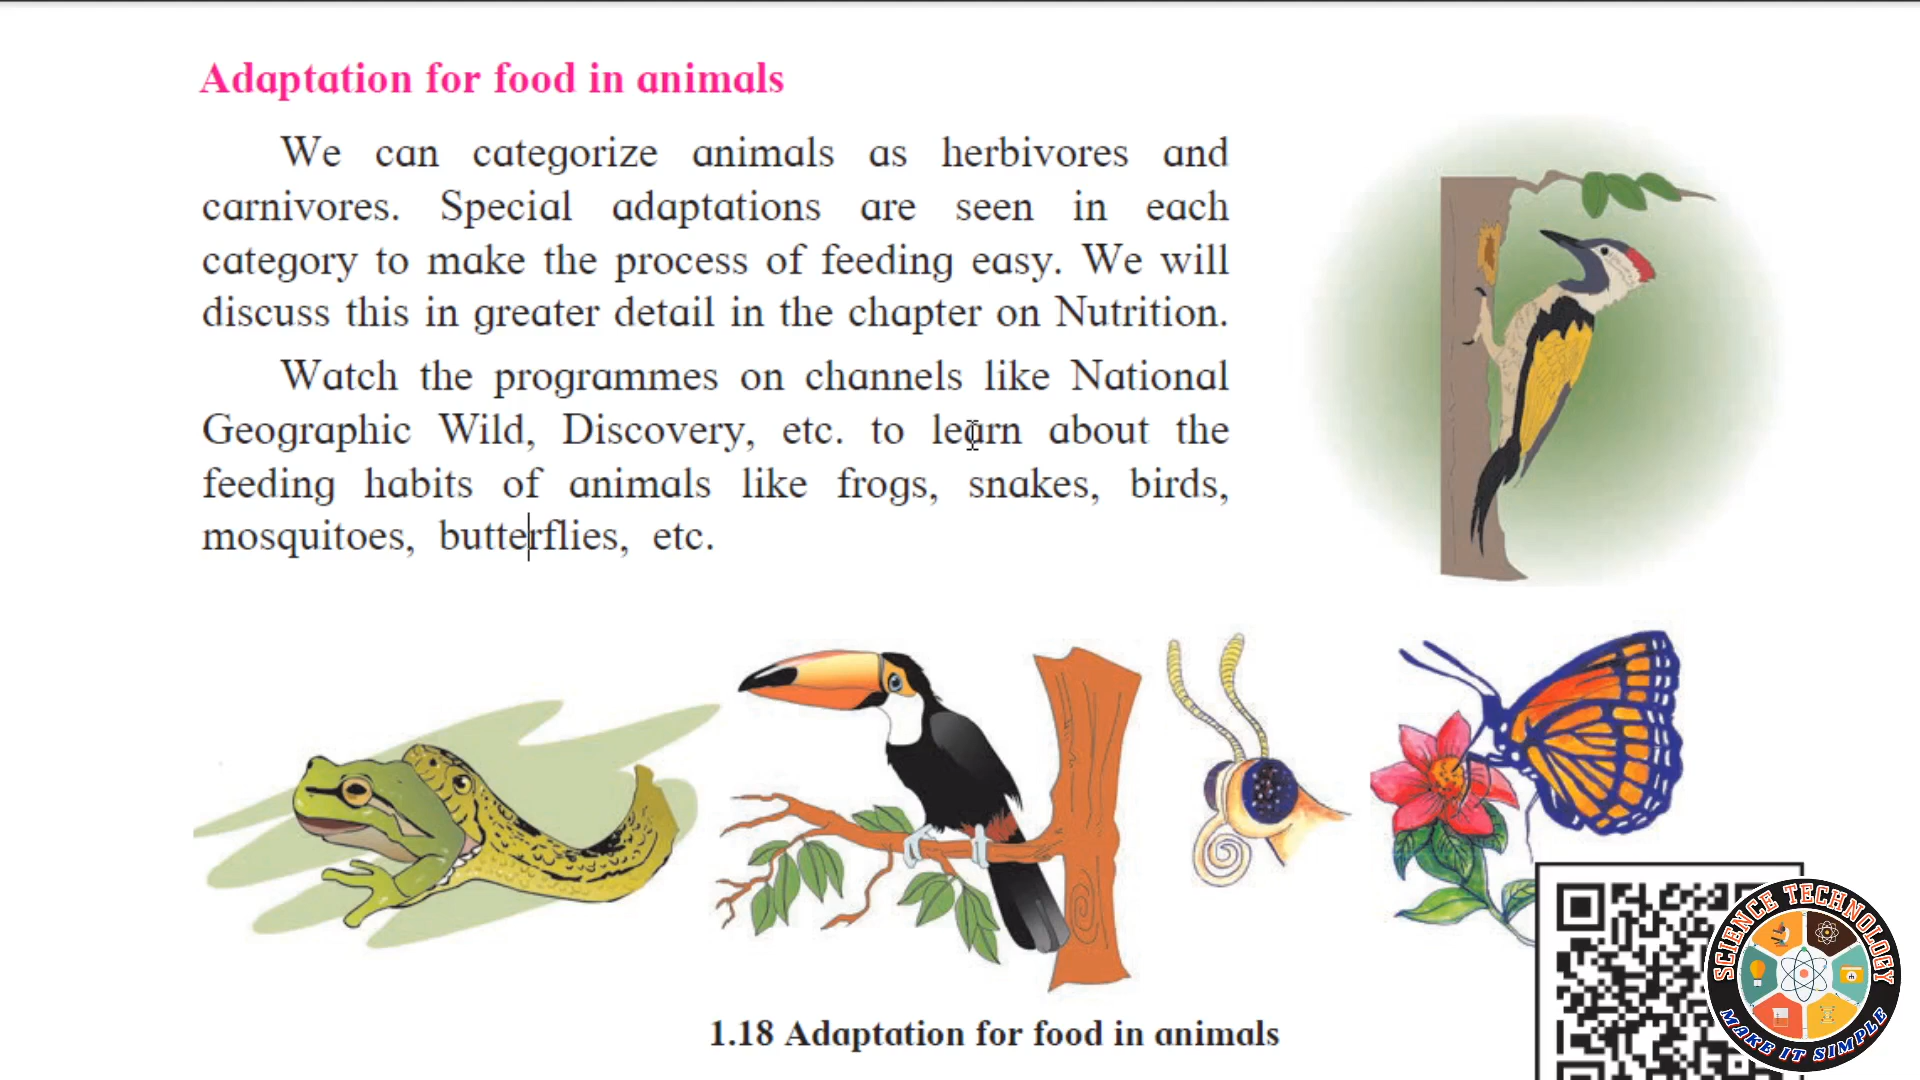 Adaptation for food in animals
We can categorize animals as herbivores and
carnivores. Special adaptations are seen in each
category to make the process of feeding easy. We will
discuss this in greater detail in the chapter on Nutrition.
Watch the programmes on channels like National
Geographic Wild, Discovery, etc. to learn about the
feeding habits of animals like frogs, snakes, birds,
mosquitoes, butterflies, etc.
1.18 Adaptation for food in animals
SCIENCE TECHNOLOGY
MAKE IT SIMPLE